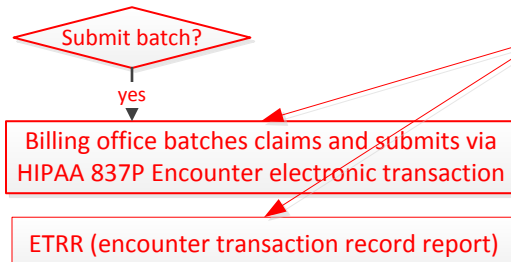 Submit batch?
yes
Billing office batches claims and submits via
HIPAA 837P Encounter electronic transaction
ETRR (encounter transaction record report)